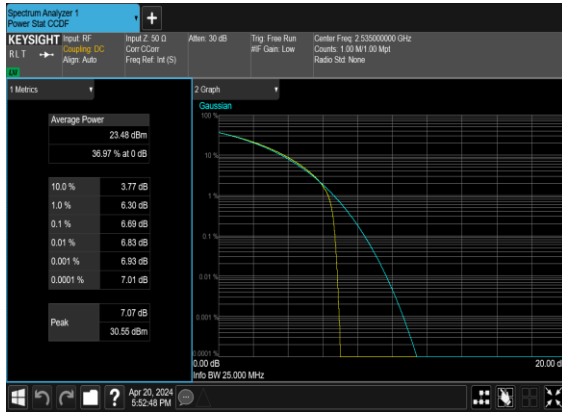 Spectrum Analyzer 1
Power Stat CCDF
+
KEYSIGHT
RLT
LXI
Input: RF
Coupling: DC
Align: Auto
Input Z: 50 Ω
Corr CCorr
Freq Ref: Int (S)
Atten: 30 dB
Trig: Free Run
#IF Gain: Low
Center Freq: 2.535000000 GHz
Counts: 1.00 M/1.00 Mpt
Radio Std: None
1 Metrics
Average Power
23.48 dBm
36.97 % at 0 dB
10.0 % 3.77 dB
1.0 % 6.30 dB
0.1 % 6.69 dB
0.01 % 6.83 dB
0.001 % 6.93 dB
0.0001 % 7.01 dB
Peak
7.07 dB
30.55 dBm
2 Graph
Gaussian
100 %
10 %
1 %
0.1 %
0.01 %
0.001 %
0.0001 %
0.00 dB
20.00 d
Info BW 25.000 MHz
?
Apr 20, 2024
5:52:48 PM